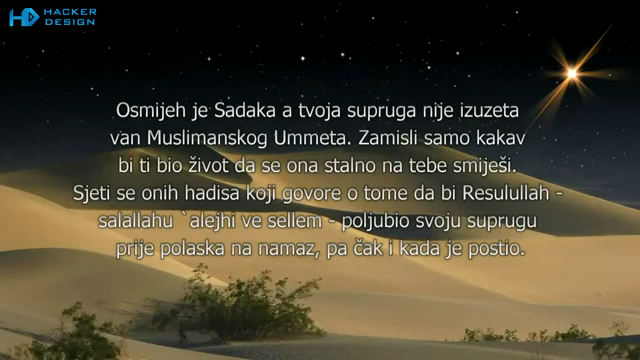 HACKER
DESIGN
Osmijeh je Sadaka a tvoja supruga nije izuzeta
van Muslimanskog Ummeta. Zamisli samo kakav
bi ti bio život da se ona stalno na tebe smiješi.
Sjeti se onih hadisa koji govore o tome da bi Resulullah -
salallahu `alejhi ve sellem - poljubio svoju suprugu
prije polaska na namaz, pa čak i kada je postio.